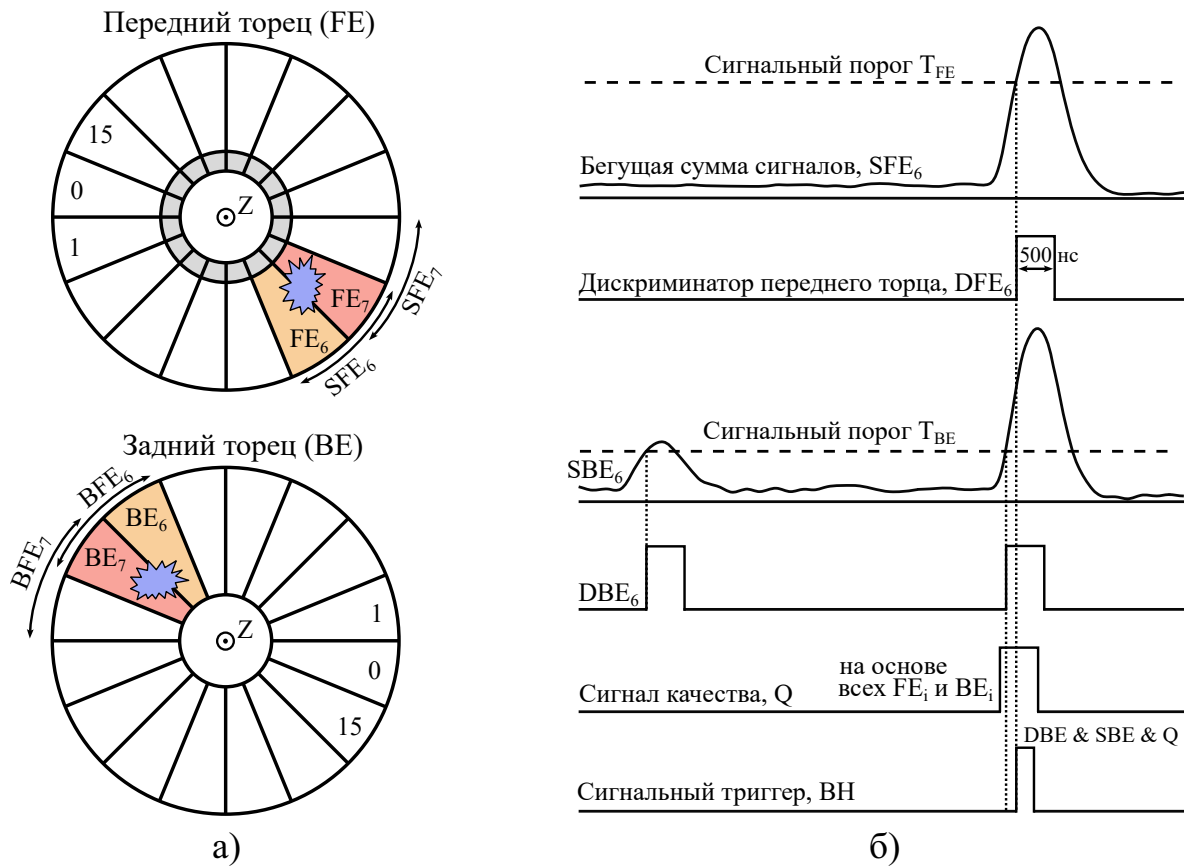 Передний торец (FE)
15
0
1
Z
FE₇
FE₆
SFE₇
SFE₆
Задний торец (BE)
BFE₆
BFE₇
BE₆
BE₇
Z
1
0
15
а)
Сигнальный порог T_FE
Бегущая сумма сигналов, SFE₆
500 нс
Дискриминатор переднего торца, DFE₆
Сигнальный порог T_BE
SBE₆
DBE₆
на основе
всех FEᵢ и BEᵢ
Сигнал качества, Q
DBE & SBE & Q
Сигнальный триггер, BH
б)